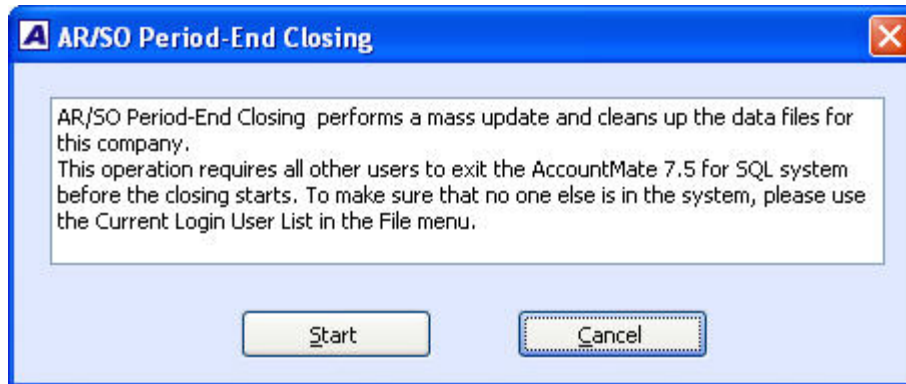 A AR/SO Period-End Closing
AR/SO Period-End Closing performs a mass update and cleans up the data files for
this company.
This operation requires all other users to exit the AccountMate 7.5 for SQL system
before the closing starts. To make sure that no one else is in the system, please use
the Current Login User List in the File menu.
Start
Cancel